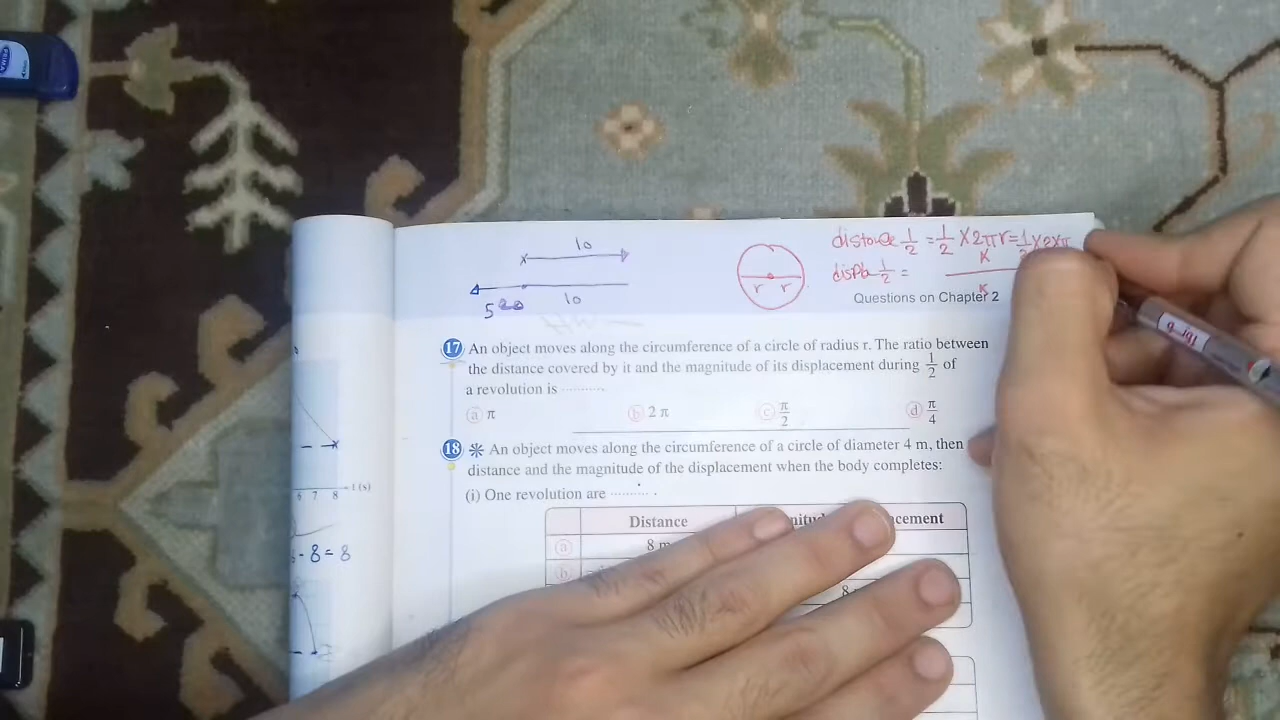 10
10
distance 1/2 = 1/2 × 2πr = 1/2 × 2 × π
r r
Questions on Chapter 2
17 An object moves along the circumference of a circle of radius r. The ratio between
the distance covered by it and the magnitude of its displacement during 1/2 of
a revolution is ..........
a π b 2 π c π/2 d π/4
18 * An object moves along the circumference of a circle of diameter 4 m, then
distance and the magnitude of the displacement when the body completes:
(i) One revolution are ..........
Distance
a 8
b
6 7 8 t (s)
- 8 = 8